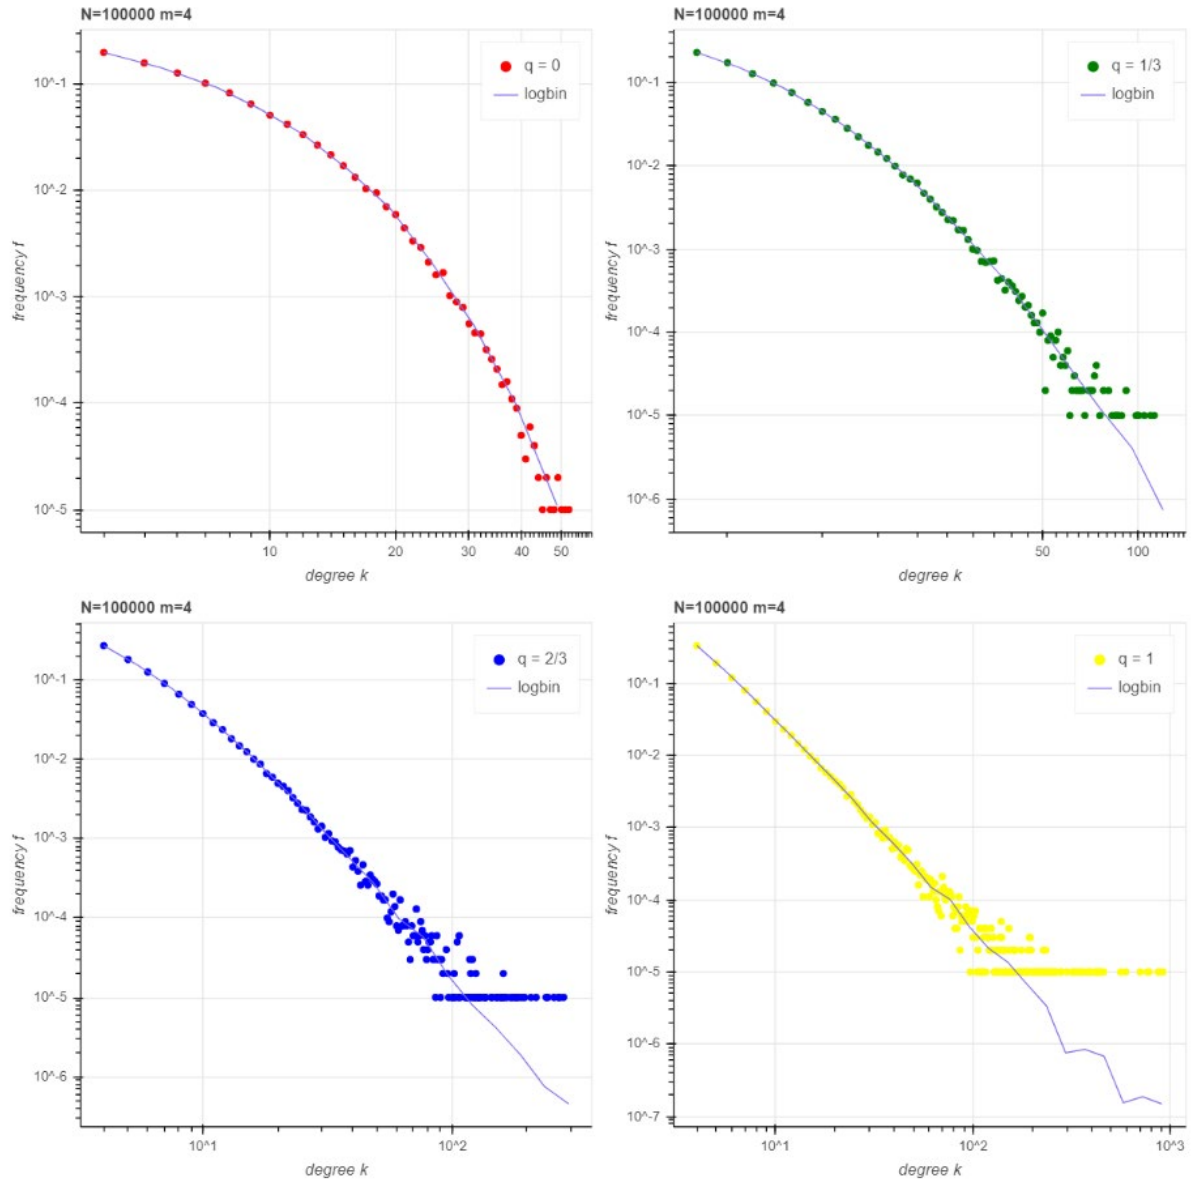 N=100000 m=4
q = 0
logbin
10^-1
10^-2
10^-3
10^-4
10^-5
frequency f
10
20
30
40
50
degree k
N=100000 m=4
q = 1/3
logbin
10^-1
10^-2
10^-3
10^-4
10^-5
10^-6
frequency f
50
100
degree k
N=100000 m=4
q = 2/3
logbin
10^-1
10^-2
10^-3
10^-4
10^-5
10^-6
frequency f
10^1
10^2
degree k
N=100000 m=4
q = 1
logbin
10^-1
10^-2
10^-3
10^-4
10^-5
10^-6
10^-7
frequency f
10^1
10^2
10^3
degree k